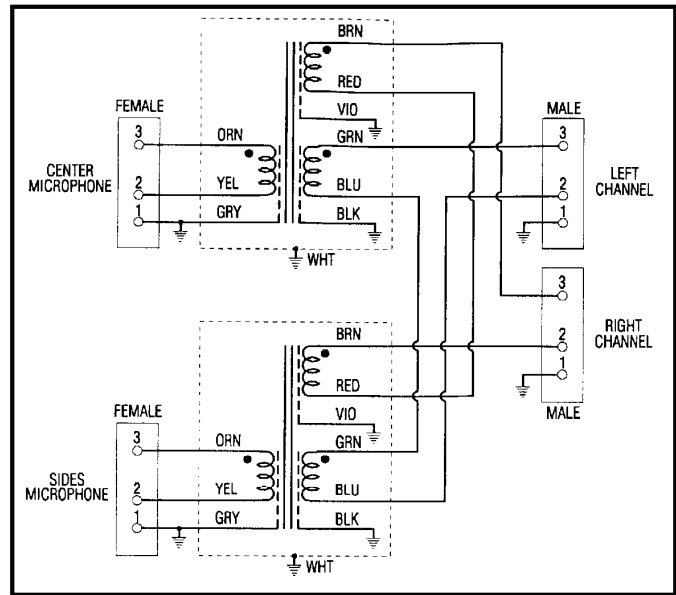 BRN
RED
VIO
FEMALE
3
ORN
GRN
MALE
3
CENTER
MICROPHONE
2
YEL
BLU
2
LEFT
CHANNEL
1
GRY
BLK
1
WHT
3
RIGHT
CHANNEL
2
1
MALE
BRN
RED
VIO
FEMALE
3
ORN
GRN
SIDES
MICROPHONE
2
YEL
BLU
1
GRY
BLK
WHT